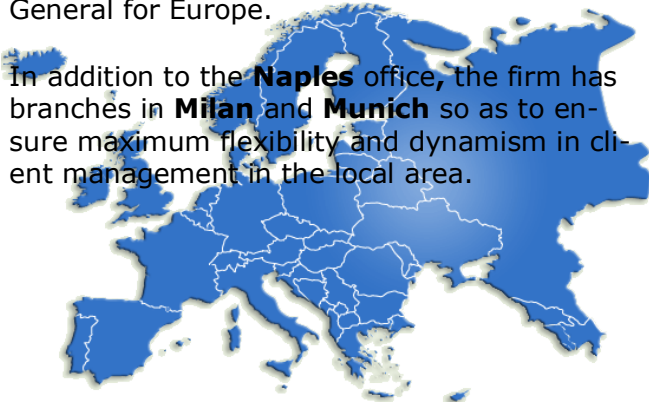 General for Europe.
In addition to the Naples office, the firm has
branches in Milan and Munich so as to en-
sure maximum flexibility and dynamism in cli-
ent management in the local area.